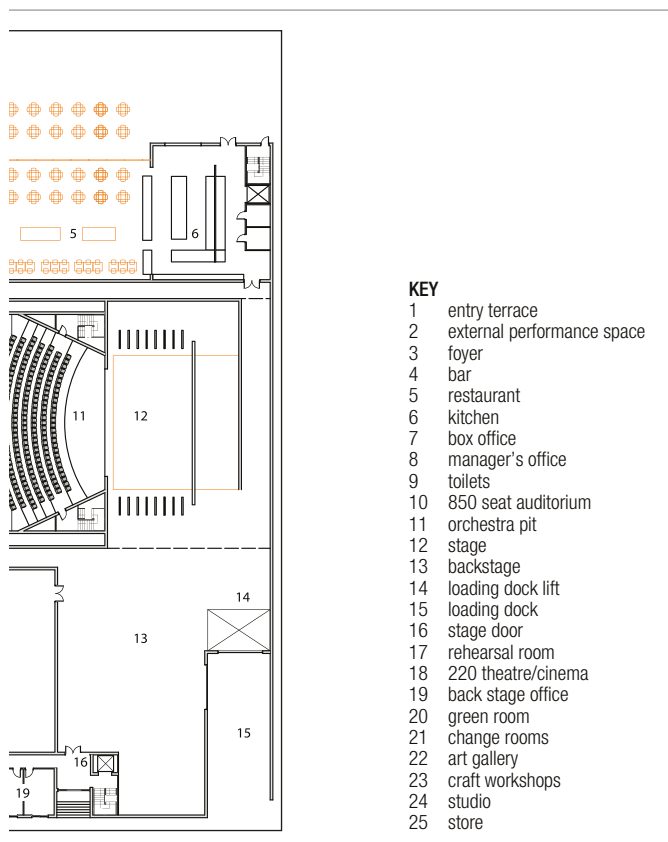 5
6
11
12
14
13
15
16
19
KEY
1 entry terrace
2 external performance space
3 foyer
4 bar
5 restaurant
6 kitchen
7 box office
8 manager's office
9 toilets
10 850 seat auditorium
11 orchestra pit
12 stage
13 backstage
14 loading dock lift
15 loading dock
16 stage door
17 rehearsal room
18 220 theatre/cinema
19 back stage office
20 green room
21 change rooms
22 art gallery
23 craft workshops
24 studio
25 store